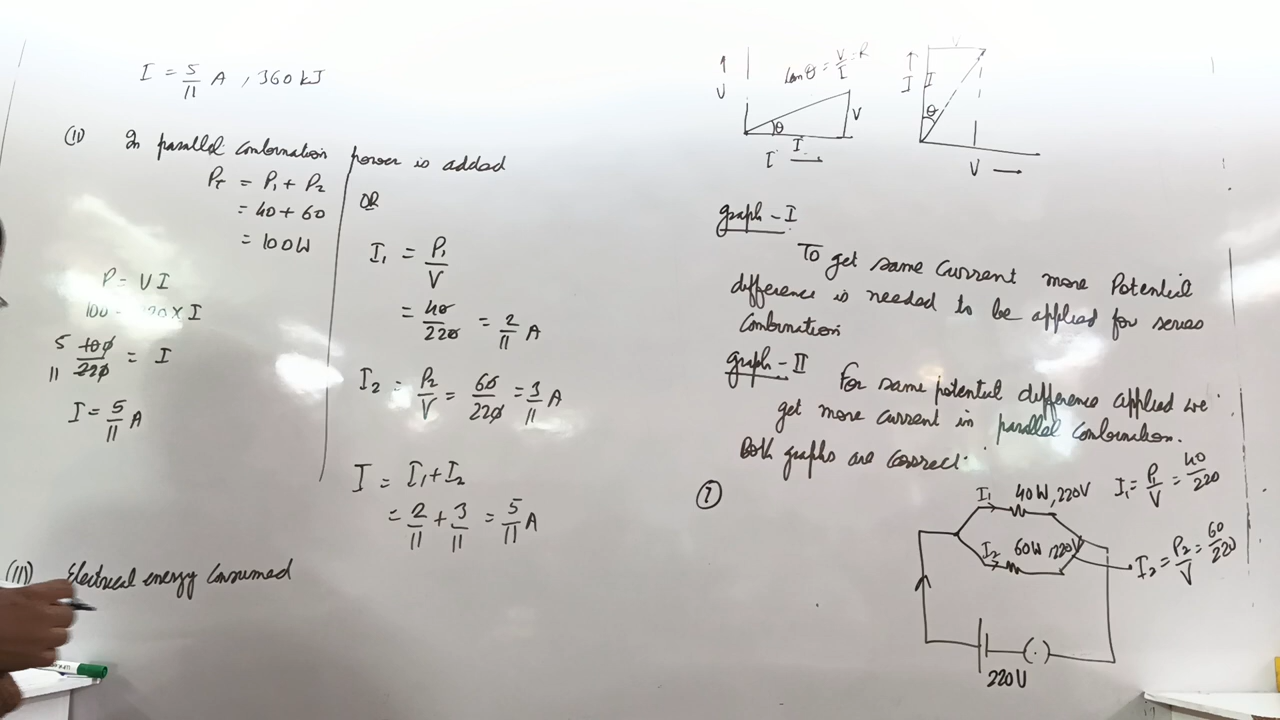 I = 5/11 A , 360 kJ
(ii) In parallel combination power is added
P_T = P₁ + P₂
= 40 + 60
= 100W
P = V I
100 = 220 x I
5 100
11 220 = I
I = 5/11 A
OR
I₁ = P₁/V
= 40/220 = 2/11 A
I₂ = P₂/V = 60/220 = 3/11 A
I = I₁ + I₂
= 2/11 + 3/11 = 5/11 A
(iii) Electrical energy consumed
V
tan θ = V/I = R
θ
V
I
I
I
I
V
θ
V
graph - I
To get same current more Potential
difference is needed to be applied for series
Combination
graph - II
For same potential difference applied we
get more current in parallel combination.
Both graphs are correct.
7
I₁ 40W, 220V
I₁ = P₁/V = 40/220
I₂ 60W, 220V
I₂ = P₂/V = 60/220
220V